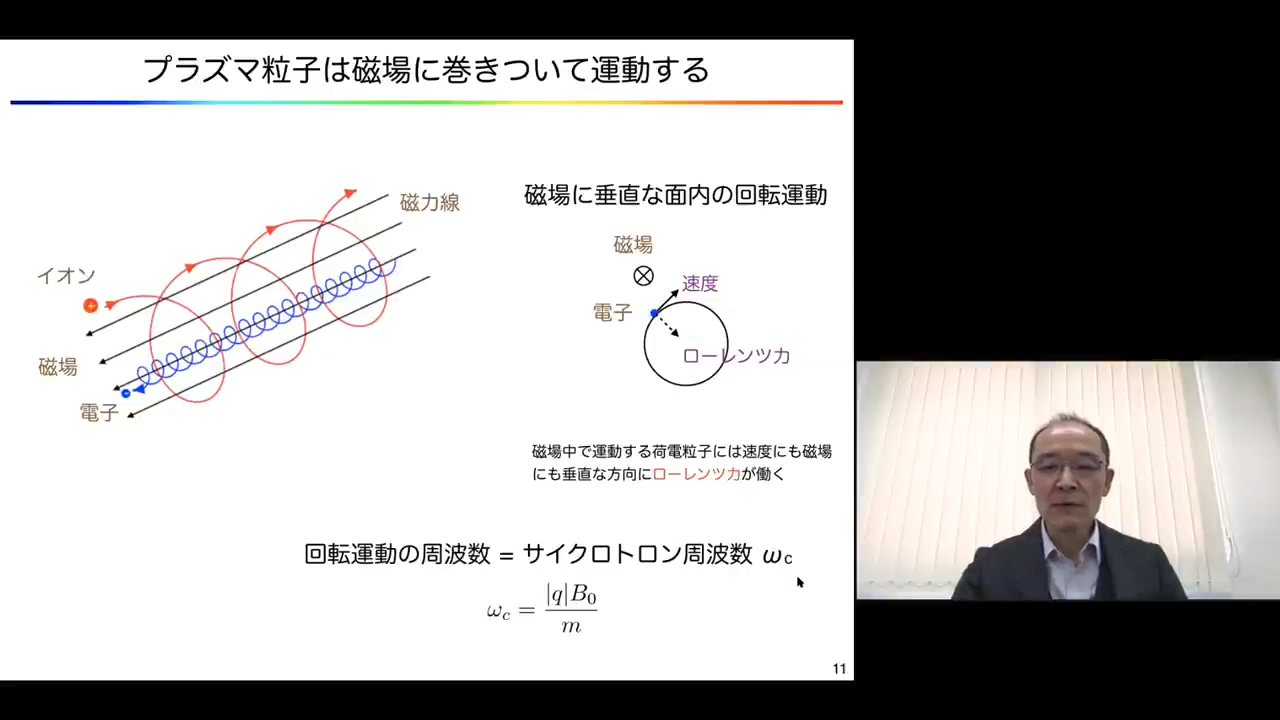 プラズマ粒子は磁場に巻きついて運動する
磁力線
イオン
+
磁場
電子
磁場に垂直な面内の回転運動
磁場
速度
電子
ローレンツ力
磁場中で運動する荷電粒子には速度にも磁場
にも垂直な方向にローレンツ力が働く
回転運動の周波数 = サイクロトロン周波数 ωc
ω_c = |q|B_0 / m
11